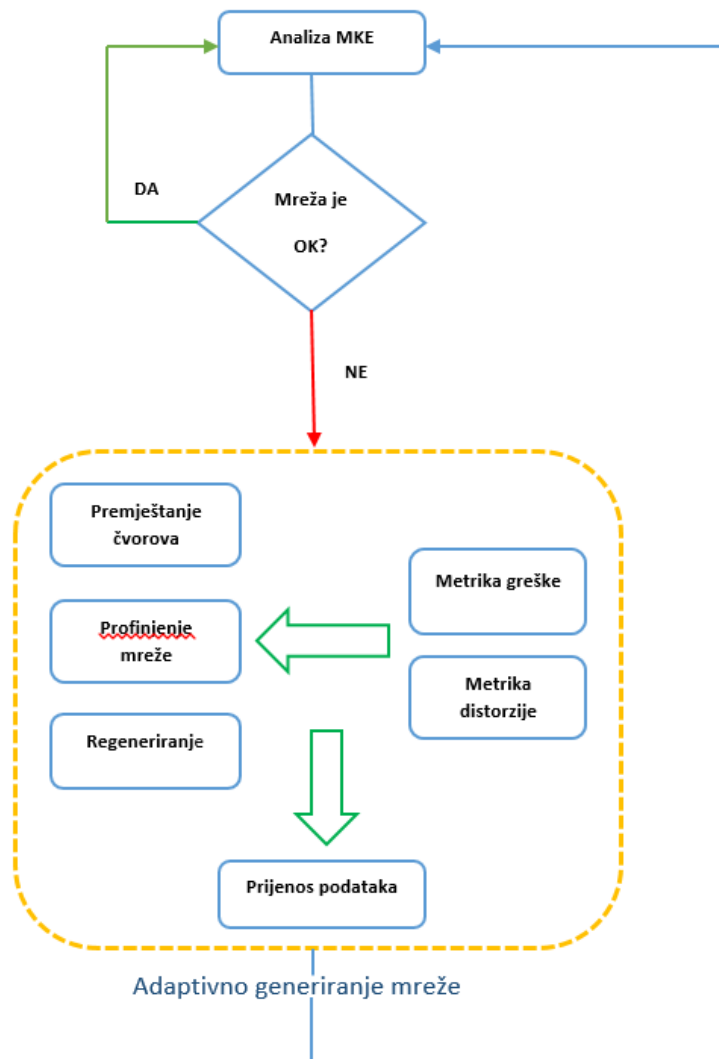 Analiza MKE
DA
Mreža je
OK?
NE
Premještanje
čvorova
Metrika greške
Profinjenje
mreže
Metrika
distorzije
Regeneriranje
Prijenos podataka
Adaptivno generiranje mreže